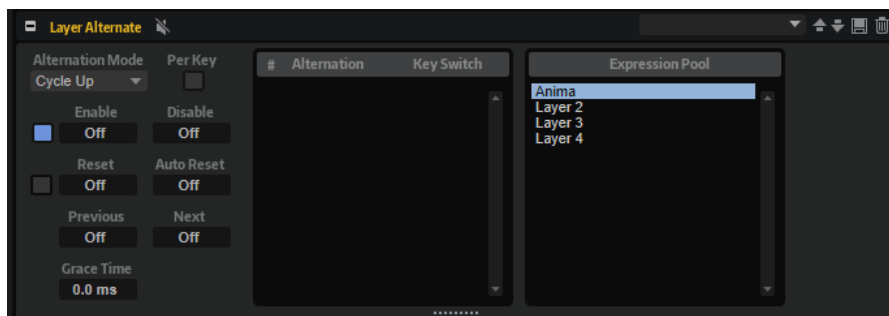 Layer Alternate
Alternation Mode Per Key
Cycle Up
Enable Disable
Off Off
Reset Auto Reset
Off Off
Previous Next
Off Off
Grace Time
0.0 ms
# Alternation Key Switch
Expression Pool
Anima
Layer 2
Layer 3
Layer 4